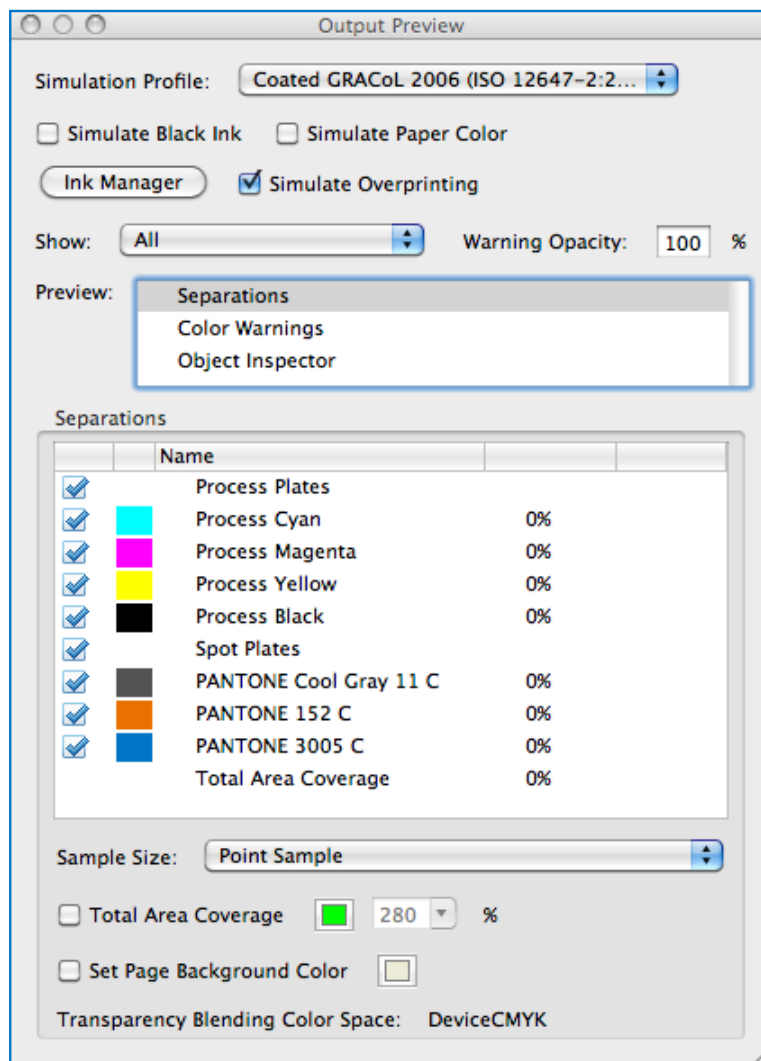 Output Preview
Simulation Profile: Coated GRACoL 2006 (ISO 12647-2:2...
Simulate Black Ink Simulate Paper Color
Ink Manager Simulate Overprinting
Show: All Warning Opacity: 100 %
Preview: Separations
Color Warnings
Object Inspector
Separations
Name
Process Plates
Process Cyan 0%
Process Magenta 0%
Process Yellow 0%
Process Black 0%
Spot Plates
PANTONE Cool Gray 11 C 0%
PANTONE 152 C 0%
PANTONE 3005 C 0%
Total Area Coverage 0%
Sample Size: Point Sample
Total Area Coverage 280 %
Set Page Background Color
Transparency Blending Color Space: DeviceCMYK